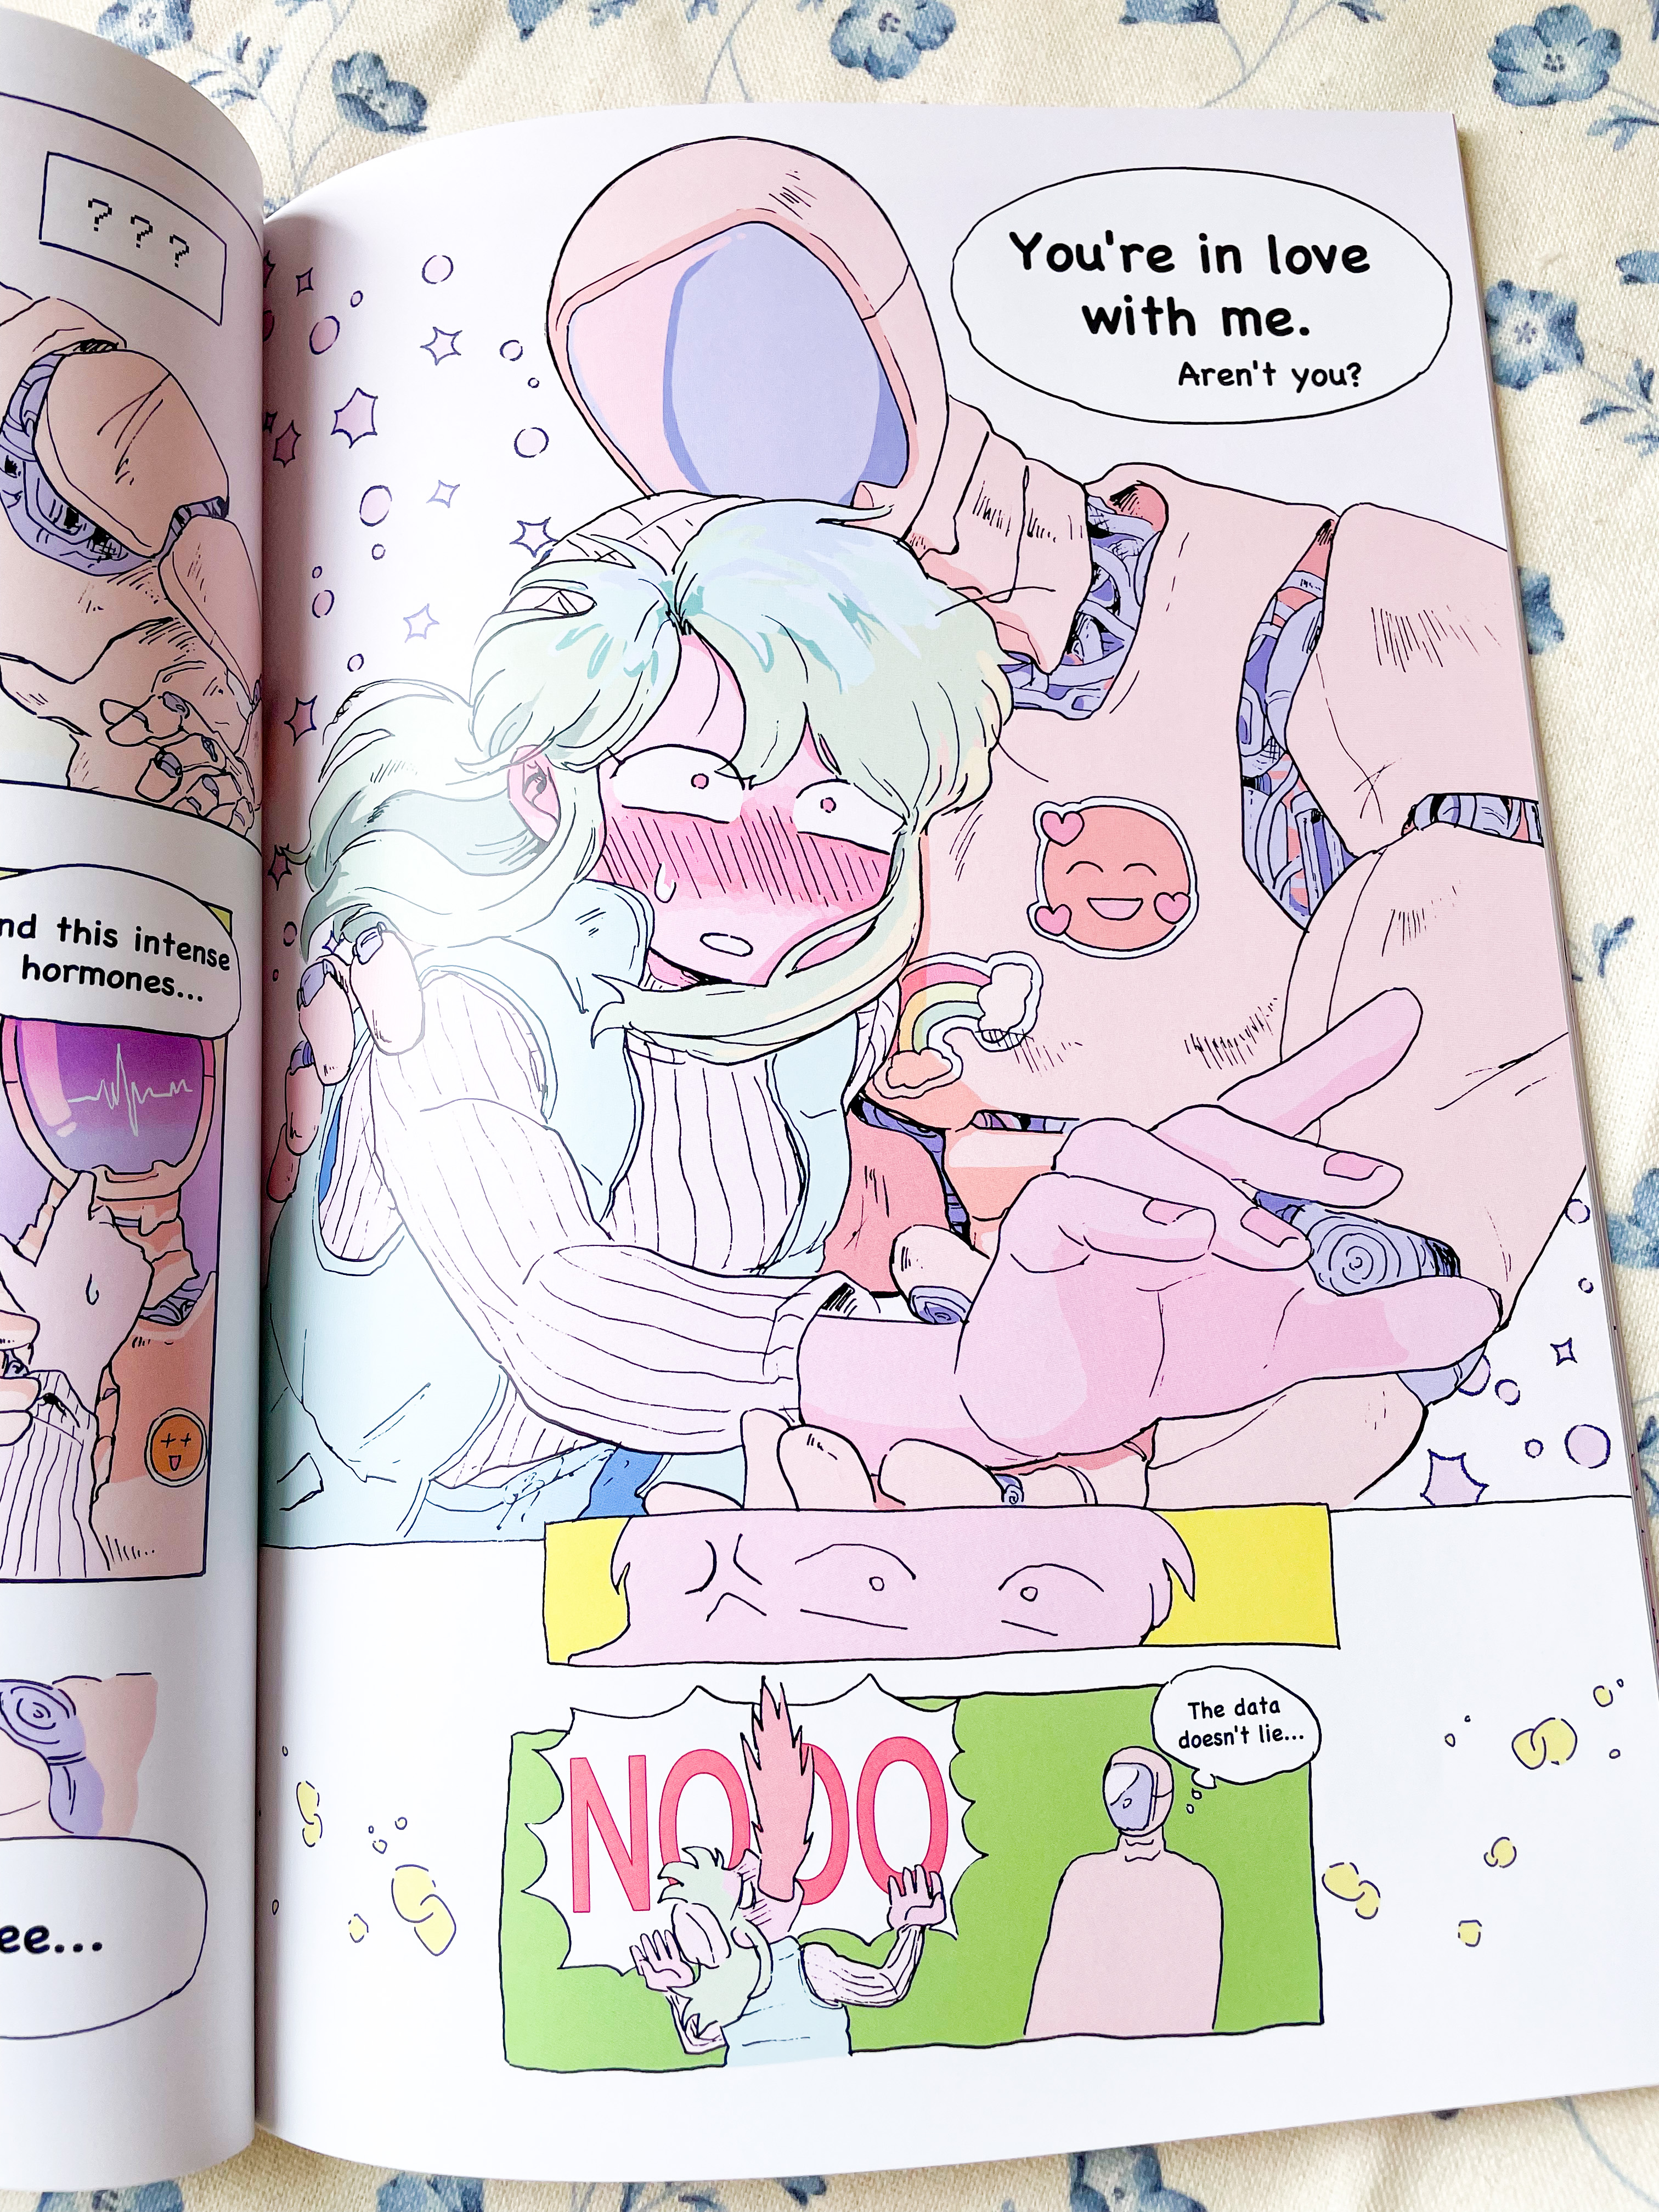 ? ? ?
nd this intense
hormones...
ee...
You're in love
with me.
Aren't you?
NOOO
The data
doesn't lie...